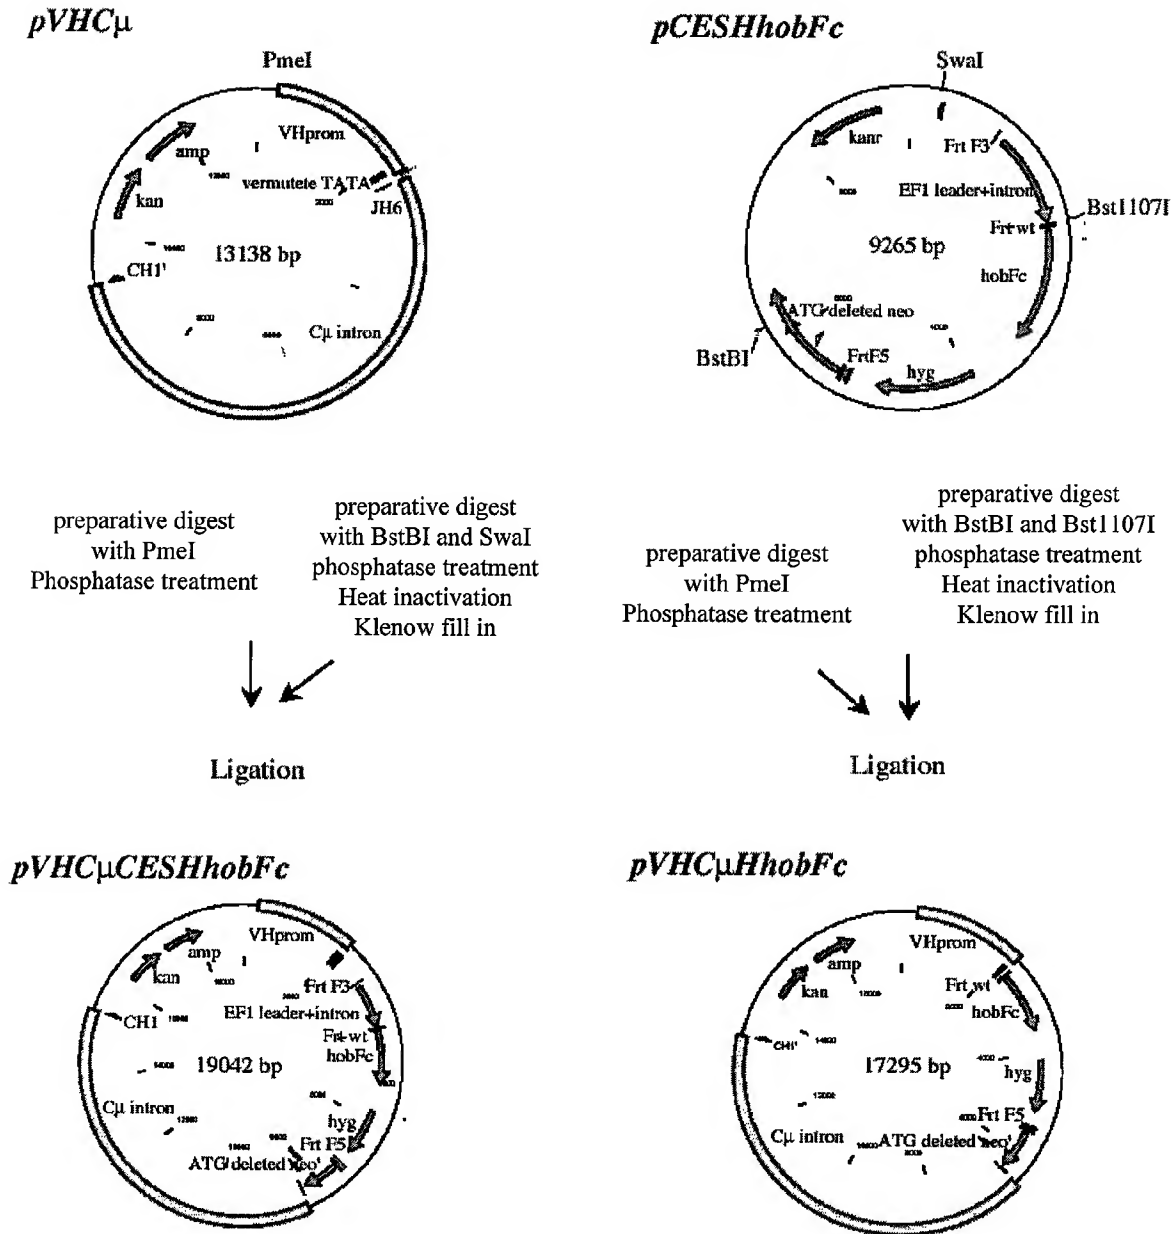 pVHCμ
PmeI
VHprom
amp
kan
vermutete TATA
JH6
13138 bp
CH1'
Cμ intron
pCESHhobFc
SwaI
kanr
Frt F3
EF1 leader+intron
Bst1107I
Frt wt
9265 bp
hobFc
ATG deleted neo
BstBI
FrtF5
hyg
preparative digest
with PmeI
Phosphatase treatment
preparative digest
with BstBI and SwaI
phosphatase treatment
Heat inactivation
Klenow fill in
preparative digest
with PmeI
Phosphatase treatment
preparative digest
with BstBI and Bst1107I
phosphatase treatment
Heat inactivation
Klenow fill in
Ligation
Ligation
pVHCμCESHhobFc
VHprom
amp
kan
Frt F3
CH1
EF1 leader+intron
Frt wt
hobFc
19042 bp
Cμ intron
hyg
Frt F5
ATG deleted neo'
pVHCμHhobFc
VHprom
amp
kan
Frt wt
hobFc
CH1'
17295 bp
hyg
Frt F5
Cμ intron
ATG deleted neo'